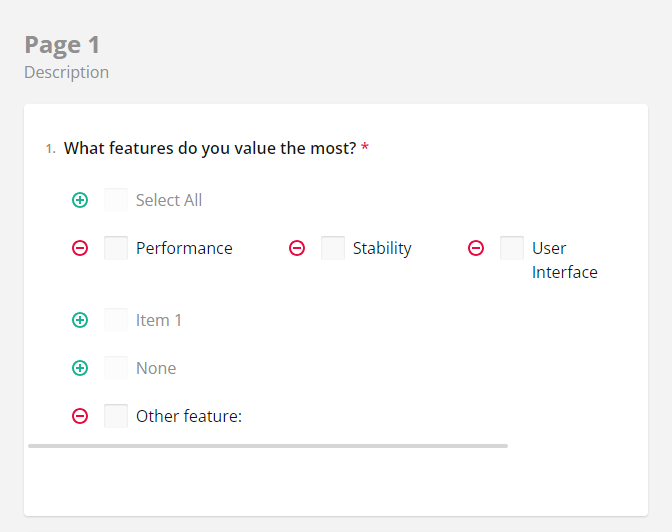 Page 1
Description
1. What features do you value the most? *
Select All
Performance Stability User
Interface
Item 1
None
Other feature: